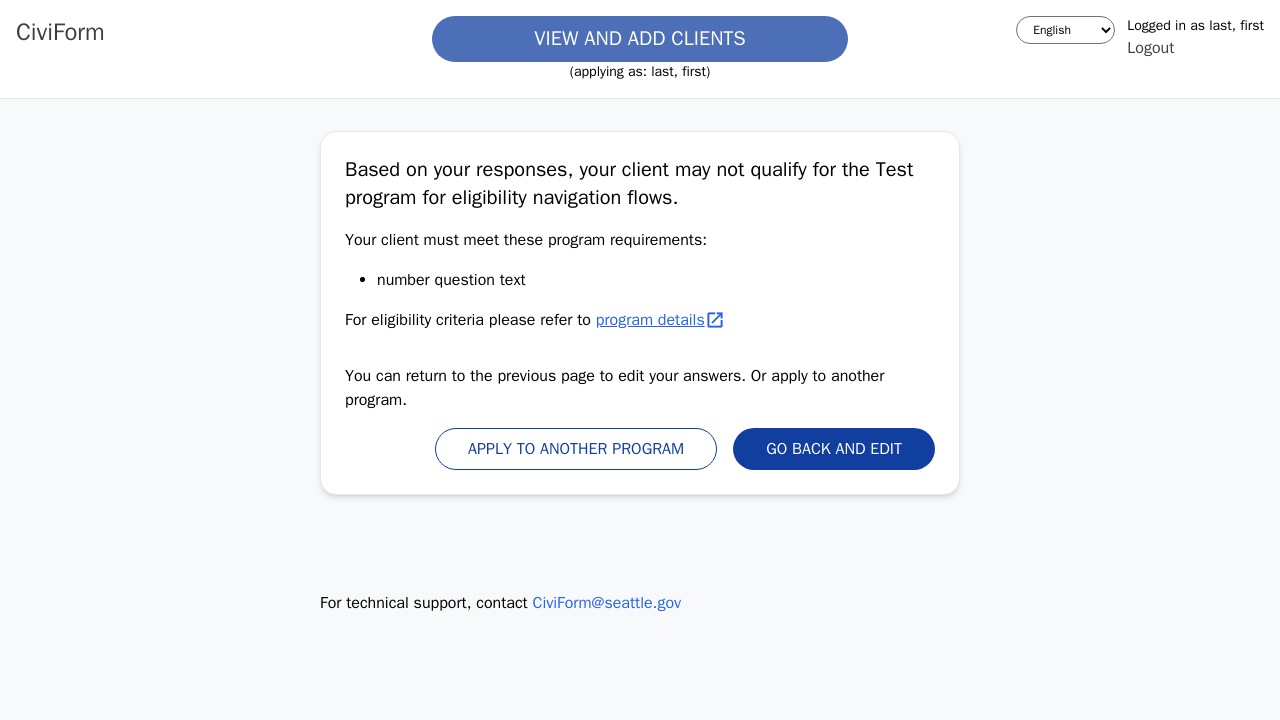 CiviForm
VIEW AND ADD CLIENTS
(applying as: last, first)
English
Logged in as last, first
Logout
Based on your responses, your client may not qualify for the Test
program for eligibility navigation flows.
Your client must meet these program requirements:
• number question text
For eligibility criteria please refer to program details
You can return to the previous page to edit your answers. Or apply to another
program.
APPLY TO ANOTHER PROGRAM
GO BACK AND EDIT
For technical support, contact CiviForm@seattle.gov